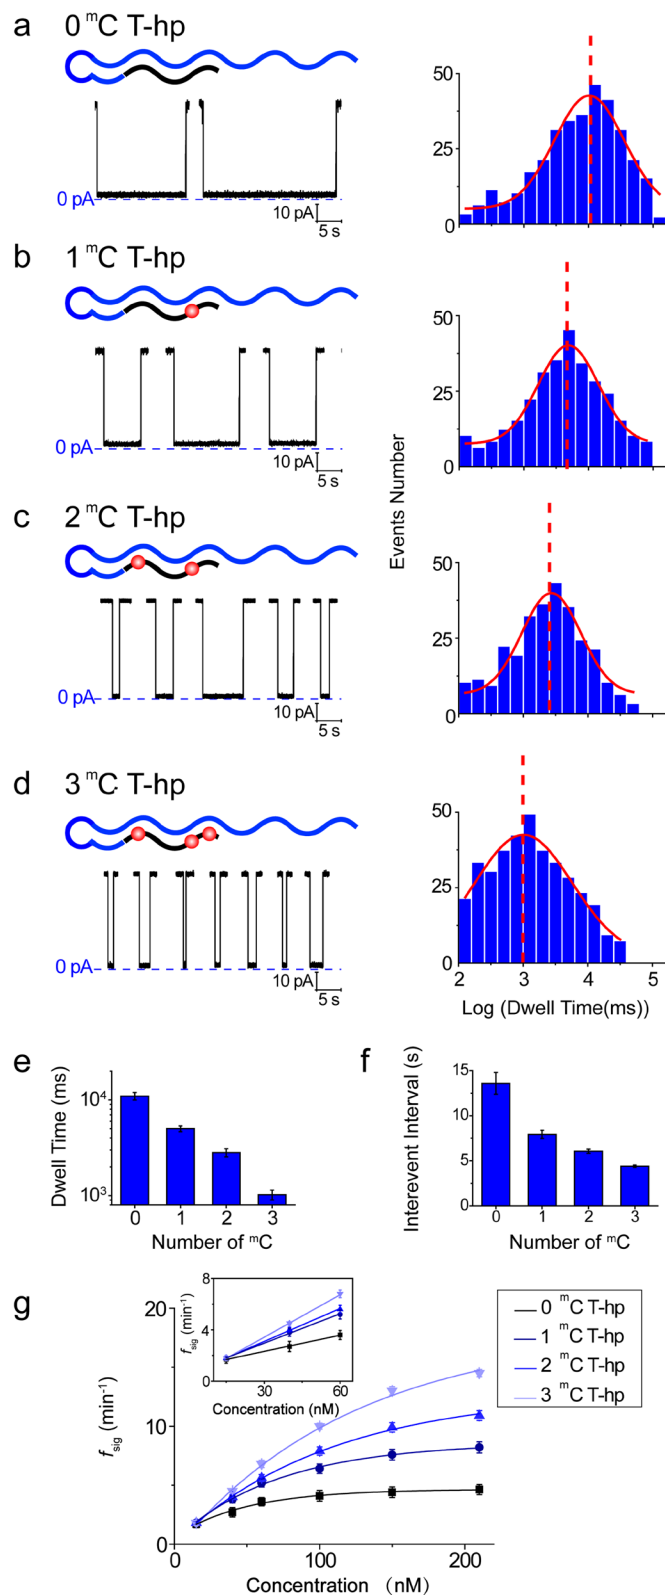 a 0 ᵐC T-hp
0 pA
10 pA
5 s
50
25
0
b 1 ᵐC T-hp
0 pA
10 pA
5 s
50
25
0
Events Number
c 2 ᵐC T-hp
0 pA
10 pA
5 s
50
25
0
d 3 ᵐC T-hp
0 pA
10 pA
5 s
50
25
0
2 3 4 5
Log (Dwell Time(ms))
e
Dwell Time (ms)
10⁴
10³
0 1 2 3
Number of ᵐC
f
Interevent Interval (s)
15
10
5
0
0 1 2 3
Number of ᵐC
g
fsig (min⁻¹)
20
10
0
0 100 200
Concentration (nM)
fsig (min⁻¹)
8
4
0
30 60
Concentration (nM)
0 ᵐC T-hp
1 ᵐC T-hp
2 ᵐC T-hp
3 ᵐC T-hp